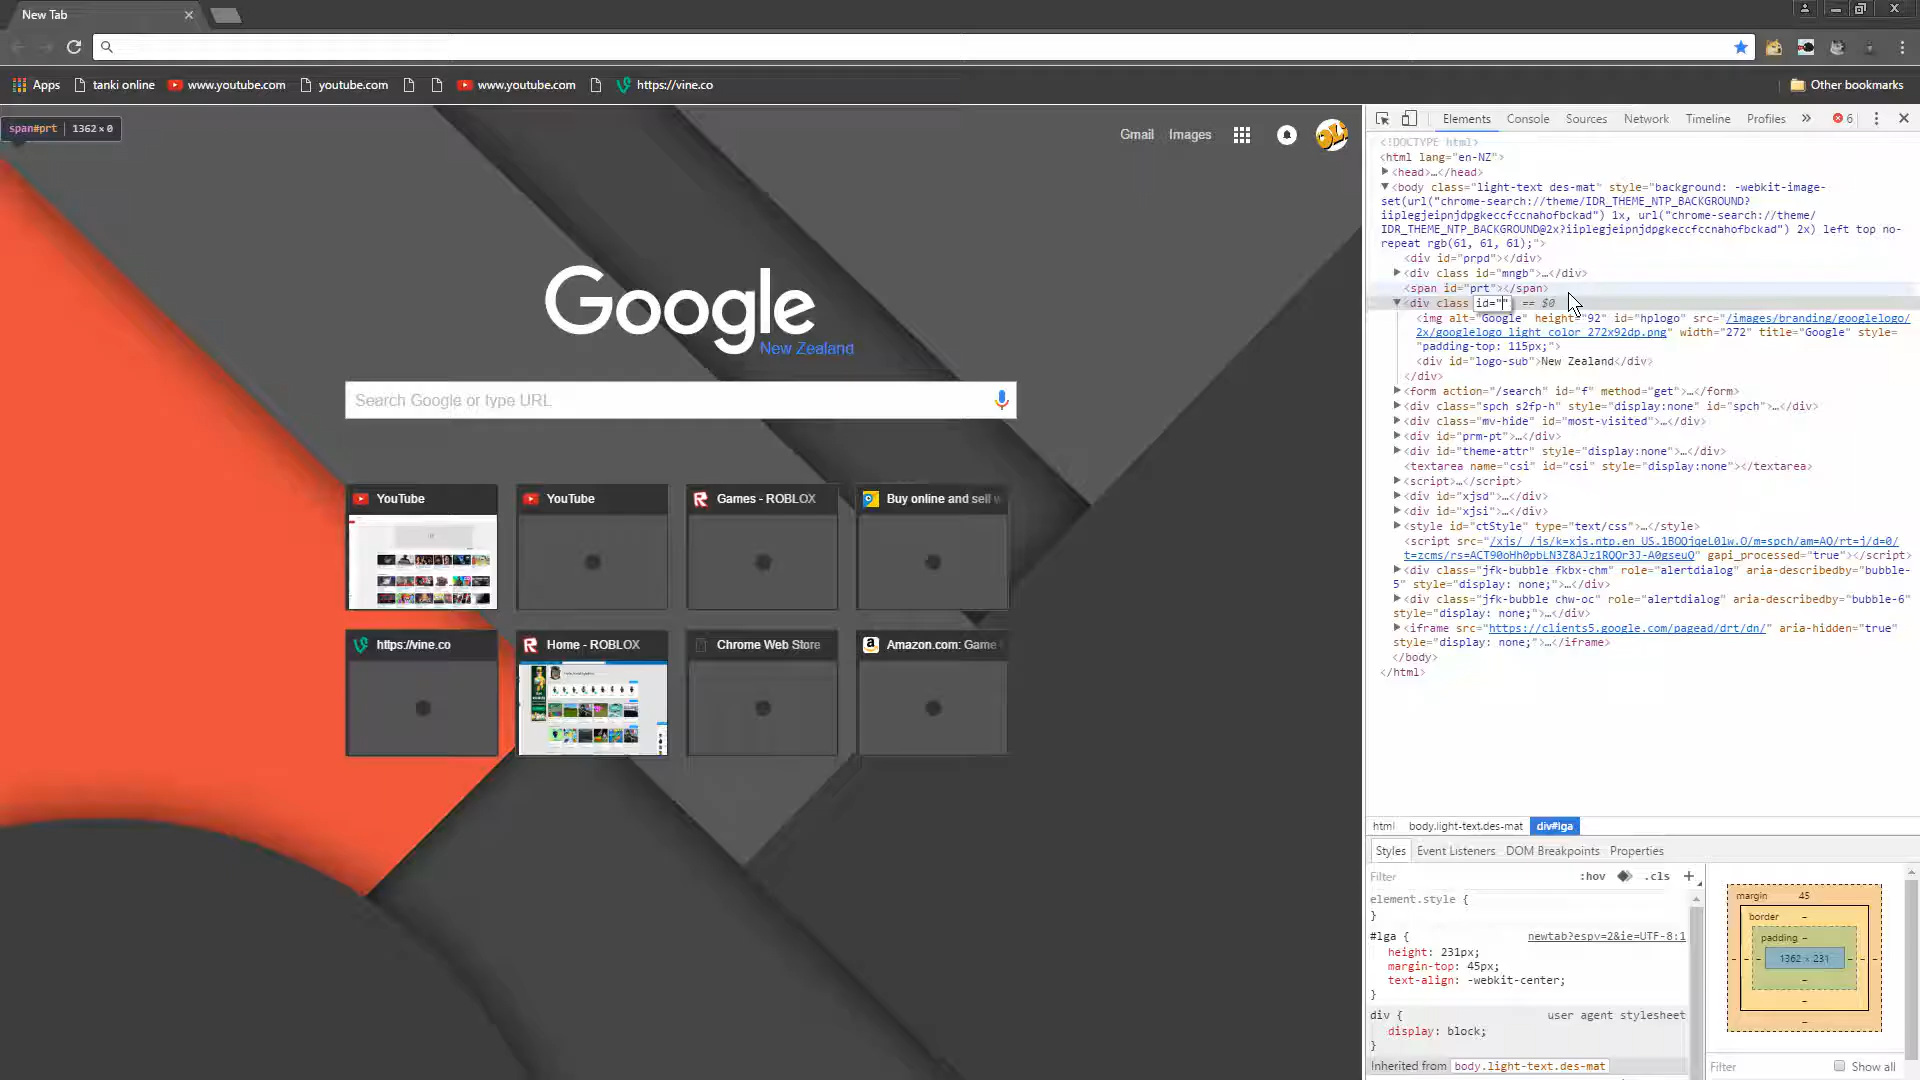 New Tab
Apps
tanki online
www.youtube.com
youtube.com
www.youtube.com
https://vine.co
Other bookmarks
span#prt | 1362 × 0
Gmail
Images
Google
New Zealand
Search Google or type URL
YouTube
YouTube
Games - ROBLOX
Buy online and sell
https://vine.co
Home - ROBLOX
Chrome Web Store
Amazon.com: Game
Elements
Console
Sources
Network
Timeline
Profiles
»
6
<!DOCTYPE html>
<html lang="en-NZ">
<head>…</head>
<body class="light-text des-mat" style="background: -webkit-image-
set(url("chrome-search://theme/IDR_THEME_NTP_BACKGROUND?
iiplegjeipnjdpgkeccfccnahofbckad") 1x, url("chrome-search://theme/
IDR_THEME_NTP_BACKGROUND@2x?iiplegjeipnjdpgkeccfccnahofbckad") 2x) left top no-
repeat rgb(61, 61, 61);">
<div id="prpd"></div>
<div class id="mngb">…</div>
<span id="prt"></span>
<div class id="" == $0
<img alt="Google" height="92" id="hplogo" src="/images/branding/googlelogo/
2x/googlelogo_light_color_272x92dp.png" width="272" title="Google" style=
"padding-top: 115px;">
<div id="logo-sub">New Zealand</div>
</div>
<form action="/search" id="f" method="get">…</form>
<div class="spch s2fp-h" style="display:none" id="spch">…</div>
<div class="mv-hide" id="most-visited">…</div>
<div id="prm-pt">…</div>
<div id="theme-attr" style="display:none">…</div>
<textarea name="csi" id="csi" style="display:none"></textarea>
<script>…</script>
<div id="xjsd">…</div>
<div id="xjsi">…</div>
<style id="ctStyle" type="text/css">…</style>
<script src="
gapi_processed="true"></script>
<div class="jfk-bubble fkbx-chm" role="alertdialog" aria-describedby="bubble-
5" style="display: none;">…</div>
<div class="jfk-bubble chw-oc" role="alertdialog" aria-describedby="bubble-6"
style="display: none;">…</div>
<iframe src="https://clients5.google.com/pagead/drt/dn/" aria-hidden="true"
style="display: none;">…</iframe>
</body>
</html>
html
body.light-text.des-mat
div#lga
Styles
Event Listeners
DOM Breakpoints
Properties
Filter
:hov
.cls
+
element.style {
}
#lga {
newtab?espv=2&ie=UTF-8:1
height: 231px;
margin-top: 45px;
text-align: -webkit-center;
}
div {
user agent stylesheet
display: block;
}
Inherited from body.light-text.des-mat
margin 45
border –
padding –
1362 × 231
Filter
Show all